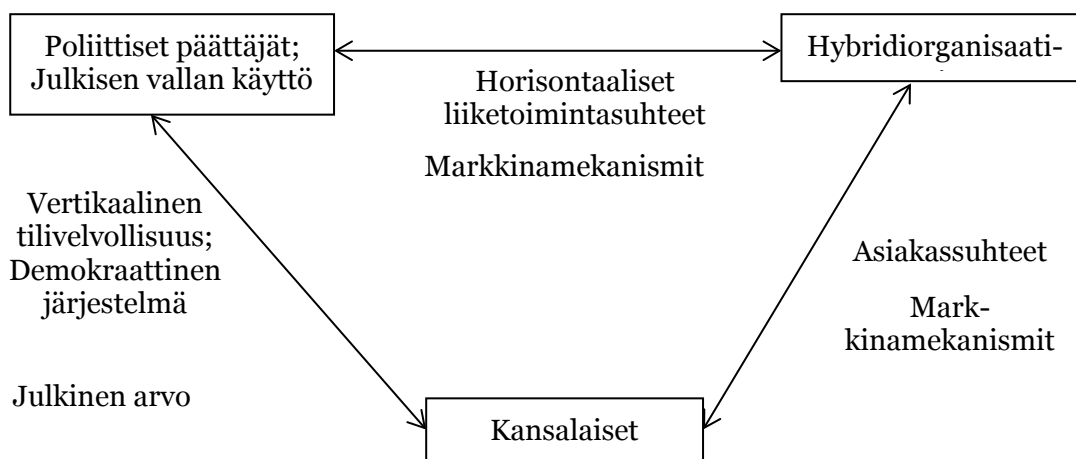 Poliittiset päättäjät;
Julkisen vallan käyttö
Hybridiorganisaati-
Horisontaaliset
liiketoimintasuhteet
Markkinamekanismit
Vertikaalinen
tilivelvollisuus;
Demokraattinen
järjestelmä
Asiakassuhteet
Mark-
kinamekanismit
Julkinen arvo
Kansalaiset